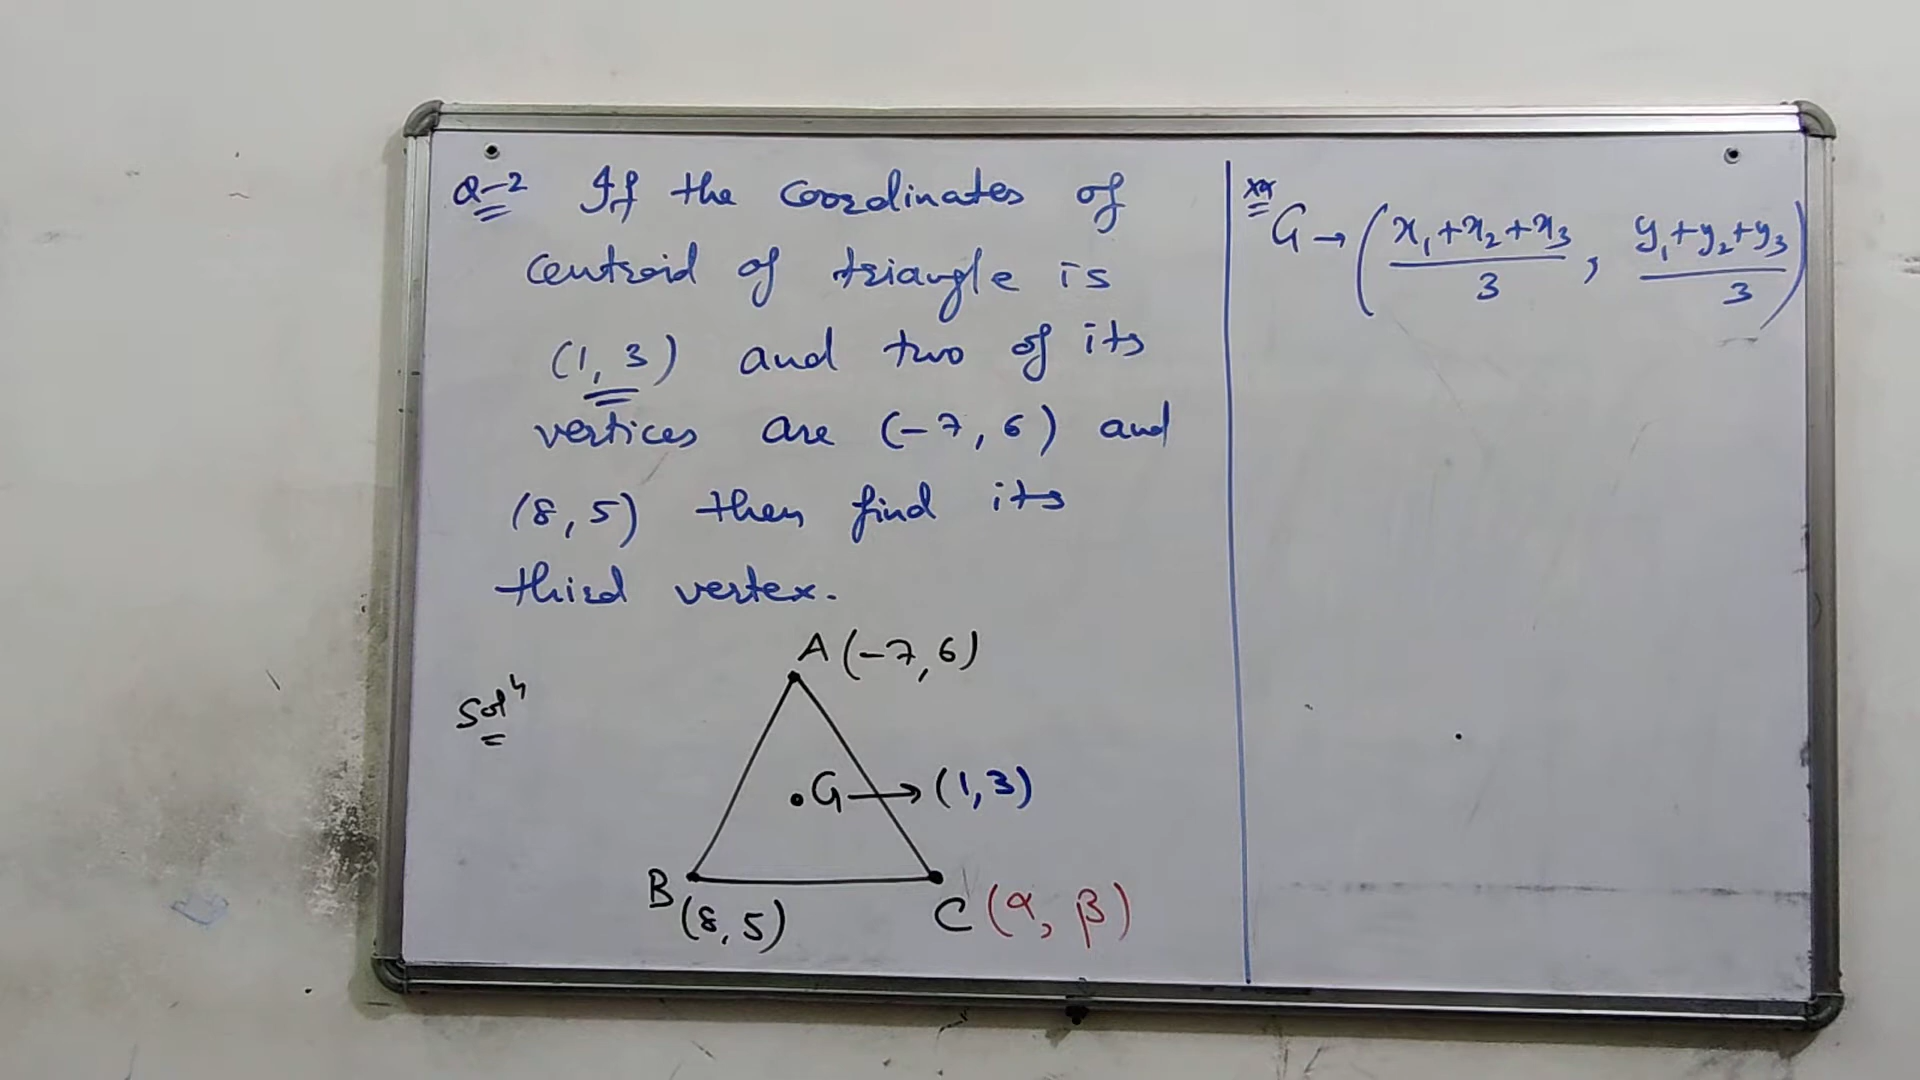 Q-2 If the coordinates of
centroid of triangle is
(1, 3) and two of its
vertices are (-7, 6) and
(8, 5) then find its
third vertex.
Solⁿ
A (-7, 6)
G → (1, 3)
B (8, 5)
C (α, β)
** G → ( x₁+x₂+x₃ / 3 , y₁+y₂+y₃ / 3 )